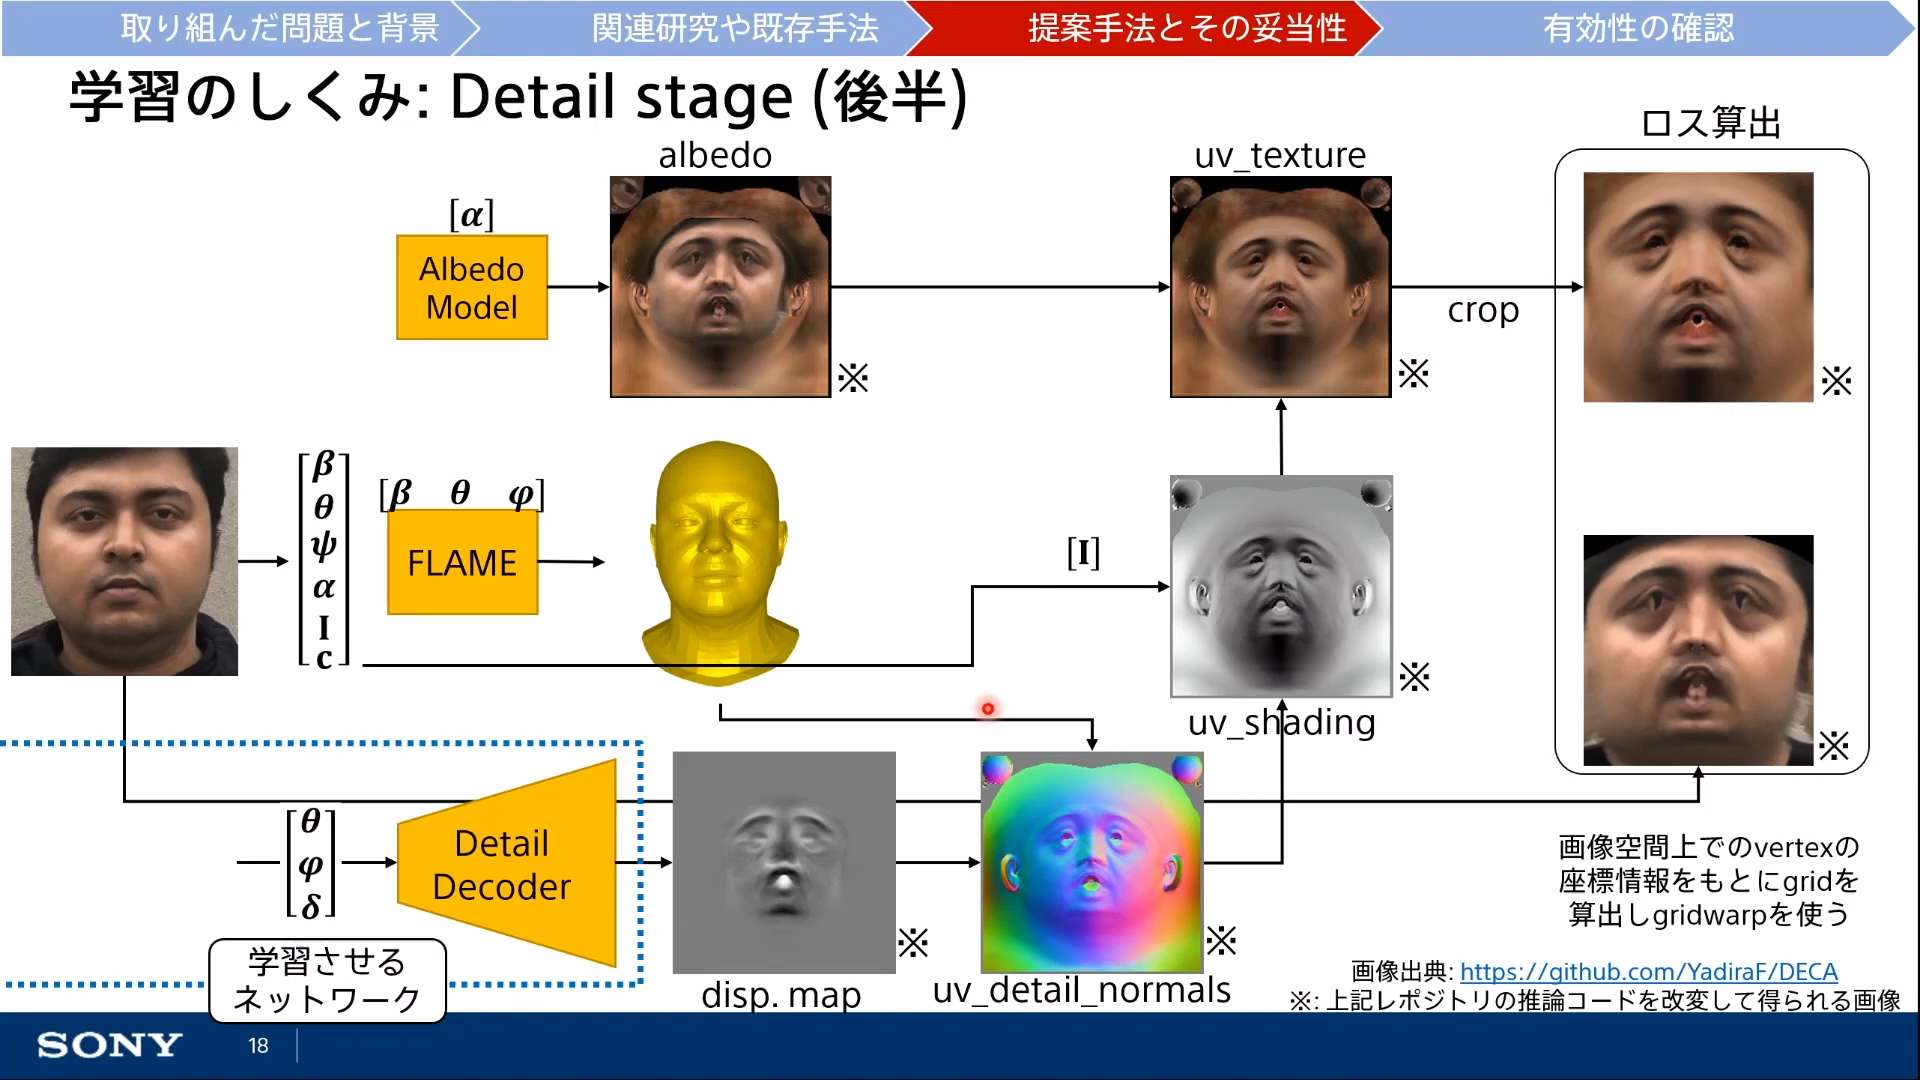 取り組んだ問題と背景
関連研究や既存手法
提案手法とその妥当性
有効性の確認
学習のしくみ: Detail stage (後半)
ロス算出
albedo
uv_texture
[α]
Albedo
Model
※
※
crop
※
[β
θ
ψ
α
I
c]
[β θ φ]
FLAME
[I]
※
uv_shading
※
[θ
φ
δ]
Detail
Decoder
※
※
学習させる
ネットワーク
disp. map
uv_detail_normals
画像空間上でのvertexの
座標情報をもとにgridを
算出しgridwarpを使う
画像出典: https://github.com/YadiraF/DECA
※: 上記レポジトリの推論コードを改変して得られる画像
SONY
18